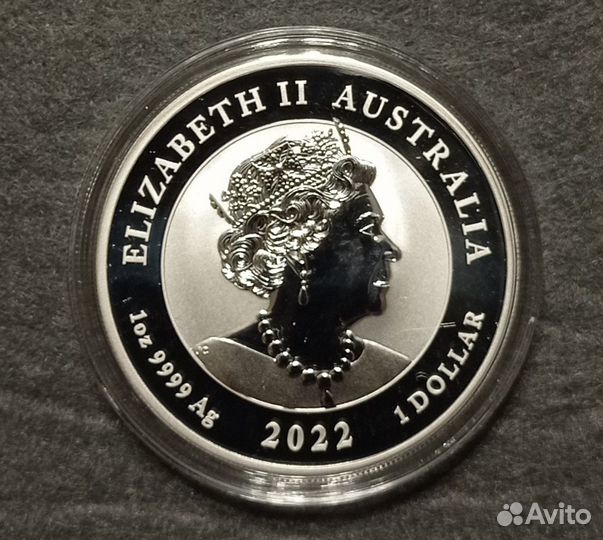 ELIZABETH II AUSTRALIA
1oz 9999 Ag 2022 1 DOLLAR
Avito